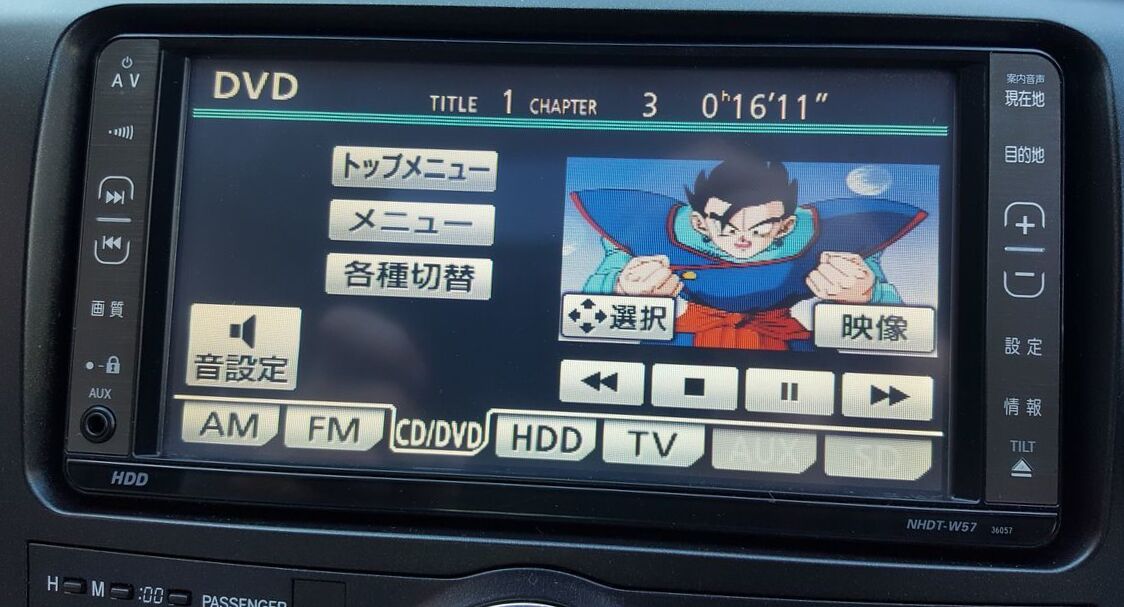 AV
画質
AUX
HDD
DVD
TITLE 1 CHAPTER 3 0h16'11"
トップメニュー
メニュー
各種切替
音設定
選択
映像
AM FM CD/DVD HDD TV AUX SD
案内音声
現在地
目的地
設定
情報
TILT
NHDT-W57 36057
H M :00 PASSENGER